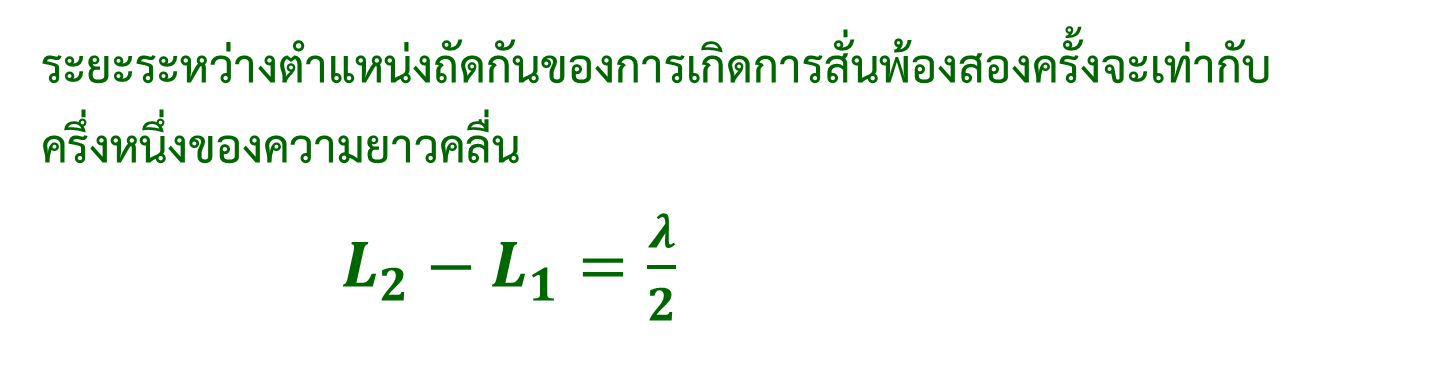 ระยะระหว่างตำแหน่งถัดกันของการเกิดการสั่นพ้องสองครั้งจะเท่ากับ
ครึ่งหนึ่งของความยาวคลื่น
L₂ − L₁ = λ/2